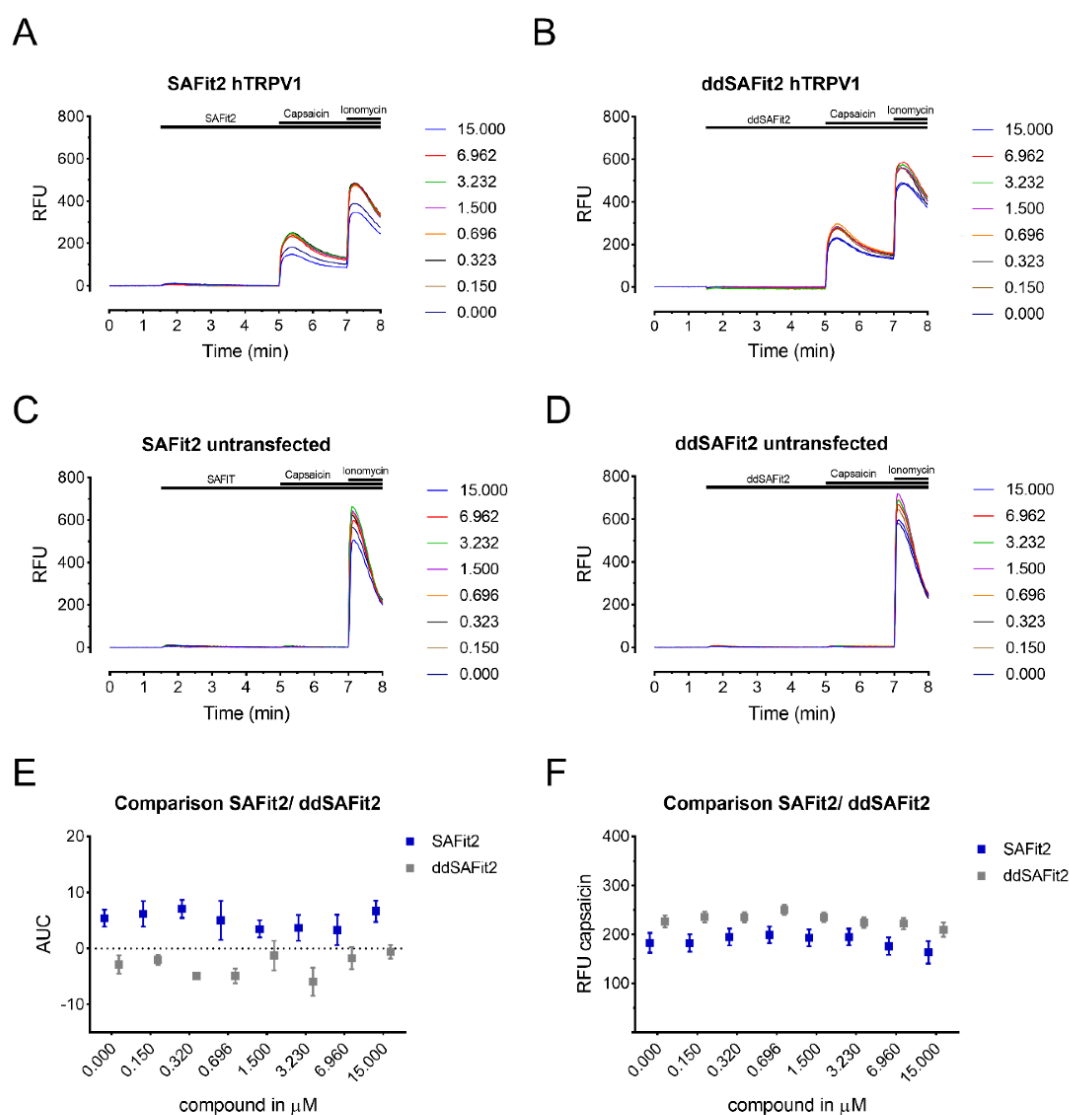 A
SAFit2 hTRPV1
800
600
400
200
0
RFU
SAFit2
Capsaicin
Ionomycin
0 1 2 3 4 5 6 7 8
Time (min)
15.000
6.962
3.232
1.500
0.696
0.323
0.150
0.000
B
ddSAFit2 hTRPV1
800
600
400
200
0
RFU
ddSAFit2
Capsaicin
Ionomycin
0 1 2 3 4 5 6 7 8
Time (min)
15.000
6.962
3.232
1.500
0.696
0.323
0.150
0.000
C
SAFit2 untransfected
800
600
400
200
0
RFU
SAFIT
Capsaicin
Ionomycin
0 1 2 3 4 5 6 7 8
Time (min)
15.000
6.962
3.232
1.500
0.696
0.323
0.150
0.000
D
ddSAFit2 untransfected
800
600
400
200
0
RFU
ddSAFit2
Capsaicin
Ionomycin
0 1 2 3 4 5 6 7 8
Time (min)
15.000
6.962
3.232
1.500
0.696
0.323
0.150
0.000
E
Comparison SAFit2/ ddSAFit2
20
10
0
-10
AUC
SAFit2
ddSAFit2
0.000 0.150 0.320 0.696 1.500 3.230 6.960 15.000
compound in μM
F
Comparison SAFit2/ ddSAFit2
400
300
200
100
RFU capsaicin
SAFit2
ddSAFit2
0.000 0.150 0.320 0.696 1.500 3.230 6.960 15.000
compound in μM